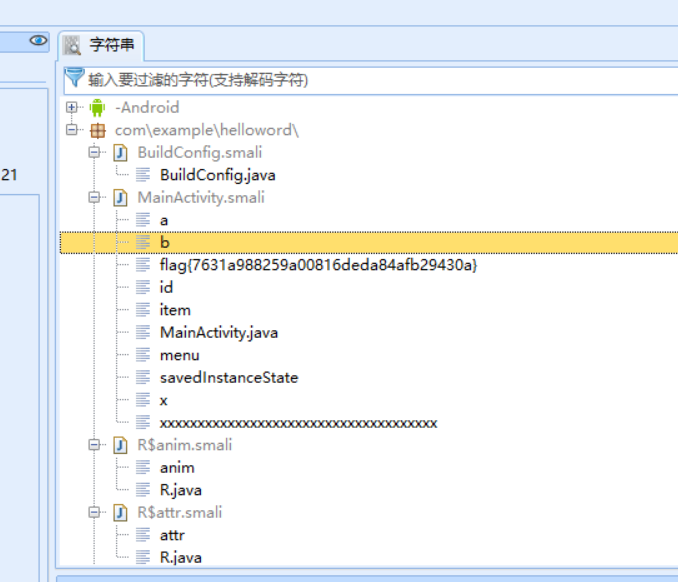 字符串
输入要过滤的字符(支持解码字符)
-Android
com\example\helloword\
BuildConfig.smali
21
BuildConfig.java
MainActivity.smali
a
b
flag{7631a988259a00816deda84afb29430a}
id
item
MainActivity.java
menu
savedInstanceState
x
xxxxxxxxxxxxxxxxxxxxxxxxxxxxxxxxxxxxxx
R$anim.smali
anim
R.java
R$attr.smali
attr
R.java